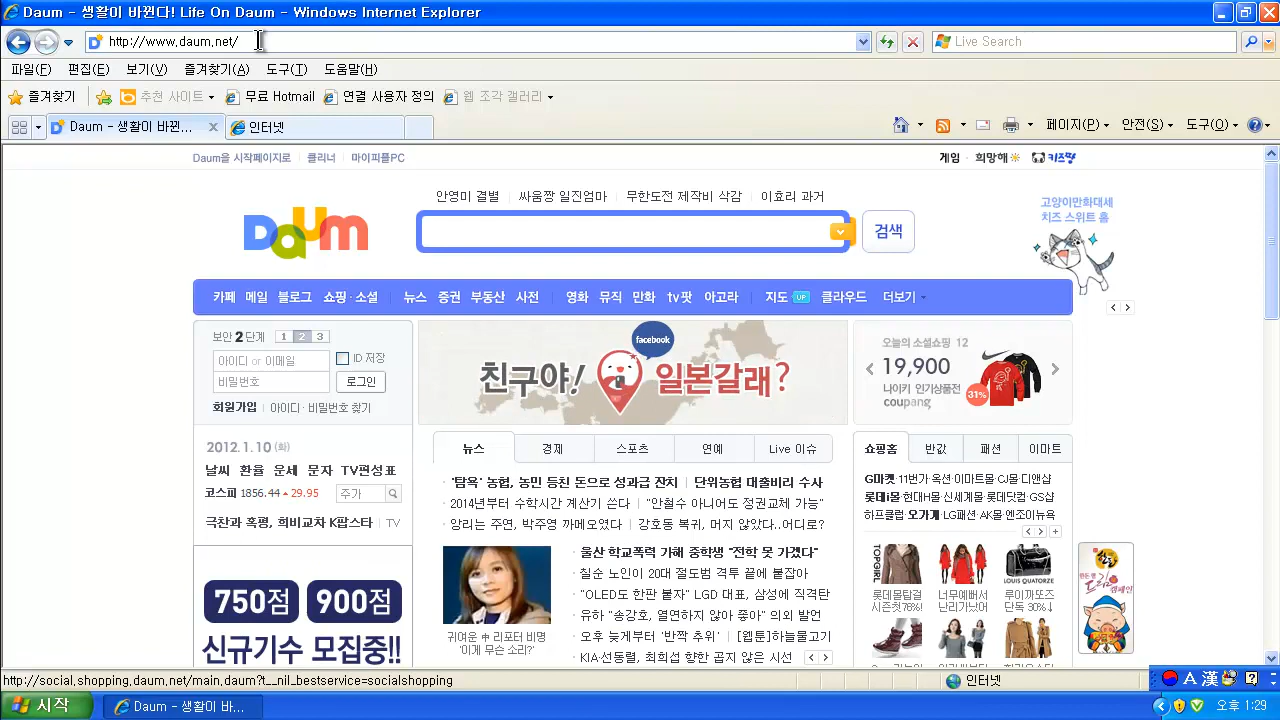 Daum - 생활이 바뀐다! Life On Daum - Windows Internet Explorer
http://www.daum.net/
Live Search
파일(F) 편집(E) 보기(V) 즐겨찾기(A) 도구(T) 도움말(H)
즐겨찾기 추천 사이트 무료 Hotmail 연결 사용자 정의 웹 조각 갤러리
Daum - 생활이 바뀐... 인터넷 페이지(P) 안전(S) 도구(O)
Daum을 시작페이지로 클리너 마이피플PC 게임 희망해 키즈짱
안영미 결별 싸움짱 일진엄마 무한도전 제작비 삭감 이효리 과거
Daum 검색
고양이만화대세
치즈 스위트 홈
카페 메일 블로그 쇼핑·소셜 뉴스 증권 부동산 사전 영화 뮤직 만화 tv팟 아고라 지도 UP 클라우드 더보기
보안 2 단계 1 2 3
아이디 or 이메일 ID 저장
비밀번호 로그인
회원가입 아이디·비밀번호 찾기
facebook
친구야! 일본갈래?
오늘의 소셜쇼핑 12
19,900
나이키 인기상품전
coupang
31%
2012.1.10 (화)
날씨 환율 운세 문자 TV편성표
코스피 1856.44 29.95 주가
극찬과 혹평, 희비교차 K팝스타 TV
750점 900점
신규기수 모집중!!
뉴스 경제 스포츠 연예 Live 이슈
'탐욕' 농협, 농민 등친 돈으로 성과급 잔치 단위농협 대출비리 수사
2014년부터 수학시간 계산기 쓴다 "안철수 아니어도 정권교체 가능"
앙리는 주연, 박주영 까메오였다 강호동 복귀, 머지 않았다..어디로?
울산 학교폭력 가해 중학생 "전학 못 가겠다"
칠순 노인이 20대 절도범 격투 끝에 붙잡아
"OLED도 한판 붙자" LGD 대표, 삼성에 직격탄
유하 "송강호, 열연하지 않아 좋아" 의외 발언
오후 늦게부터 '반짝 추위' [웹툰]하늘물고기
KIA·선동렬, 최희섭 향한 곱지 않은 시선
귀여운 中 리포터 비명
'이게 무슨 소리?'
쇼핑홈 반값 패션 이마트
G마켓·11번가·옥션·이마트몰·CJ몰·디앤샵
롯데i몰·현대H몰·신세계몰·롯데닷컴·GS샵
하프클럽·오가게·LG패션·AK몰·엔조이뉴욕
TOPGIRL LOUIS QUATORZE
롯데몰탑걸 너무예뻐서 루이까또즈
시즌컷76%! 난리가났어 단독 30%↓
http://social.shopping.daum.net/main.daum?t__nil_bestservice=socialshopping
인터넷
A 漢
시작 Daum - 생활이 바... 오후 1:29